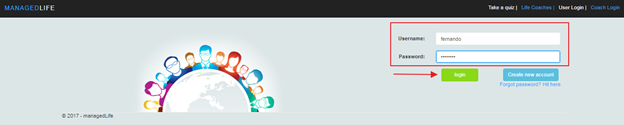 MANAGEDLIFE
Take a quiz | Life Coaches | User Login | Coach Login
Username: fernando
Password: ••••••••
login Create new account
Forgot password? Hit here
© 2017 - managedLife